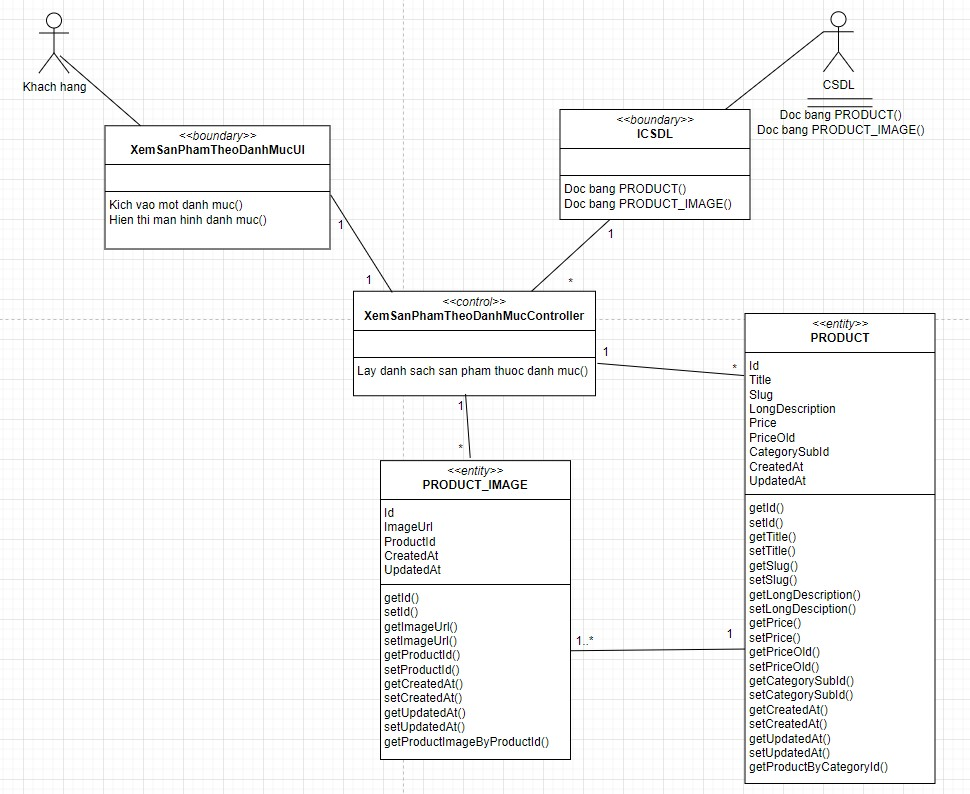 Khach hang
CSDL
Doc bang PRODUCT()
Doc bang PRODUCT_IMAGE()
<<boundary>>
XemSanPhamTheoDanhMucUI
Kich vao mot danh muc()
Hien thi man hinh danh muc()
<<boundary>>
ICSDL
Doc bang PRODUCT()
Doc bang PRODUCT_IMAGE()
1
1
1
*
<<control>>
XemSanPhamTheoDanhMucController
Lay danh sach san pham thuoc danh muc()
1
*
1
*
<<entity>>
PRODUCT_IMAGE
Id
ImageUrl
ProductId
CreatedAt
UpdatedAt
getId()
setId()
getImageUrl()
setImageUrl()
getProductId()
setProductId()
getCreatedAt()
setCreatedAt()
getUpdatedAt()
setUpdatedAt()
getProductImageByProductId()
1..*
1
<<entity>>
PRODUCT
Id
Title
Slug
LongDescription
Price
PriceOld
CategorySubId
CreatedAt
UpdatedAt
getId()
setId()
getTitle()
setTitle()
getSlug()
setSlug()
getLongDescription()
setLongDesciption()
getPrice()
setPrice()
getPriceOld()
setPriceOld()
getCategorySubId()
setCategorySubId()
getCreatedAt()
setCreatedAt()
getUpdatedAt()
setUpdatedAt()
getProductByCategoryId()